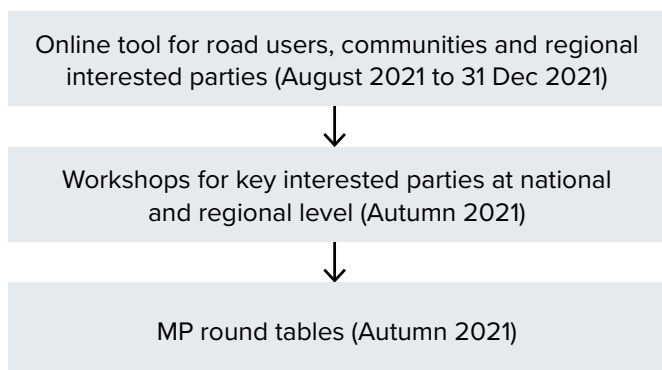 Online tool for road users, communities and regional
interested parties (August 2021 to 31 Dec 2021)
Workshops for key interested parties at national
and regional level (Autumn 2021)
MP round tables (Autumn 2021)